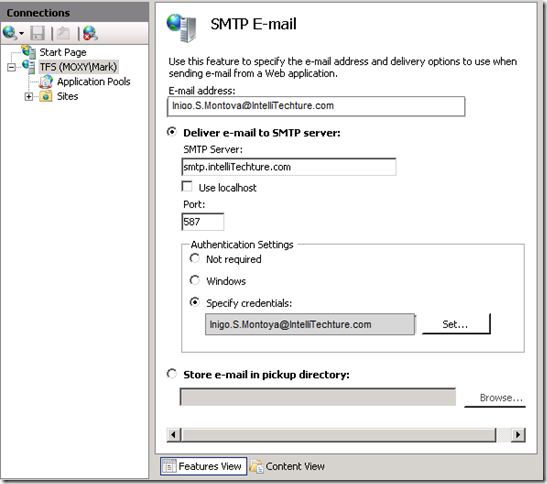 Connections
Start Page
TFS (MOXY\Mark)
Application Pools
Sites
SMTP E-mail
Use this feature to specify the e-mail address and delivery options to use when
sending e-mail from a Web application.
E-mail address:
Inigo.S.Montoya@IntelliTechture.com
Deliver e-mail to SMTP server:
SMTP Server:
smtp.intelliTechture.com
Use localhost
Port:
587
Authentication Settings
Not required
Windows
Specify credentials:
Inigo.S.Montoya@IntelliTechture.com
Set...
Store e-mail in pickup directory:
Browse...
Features View
Content View